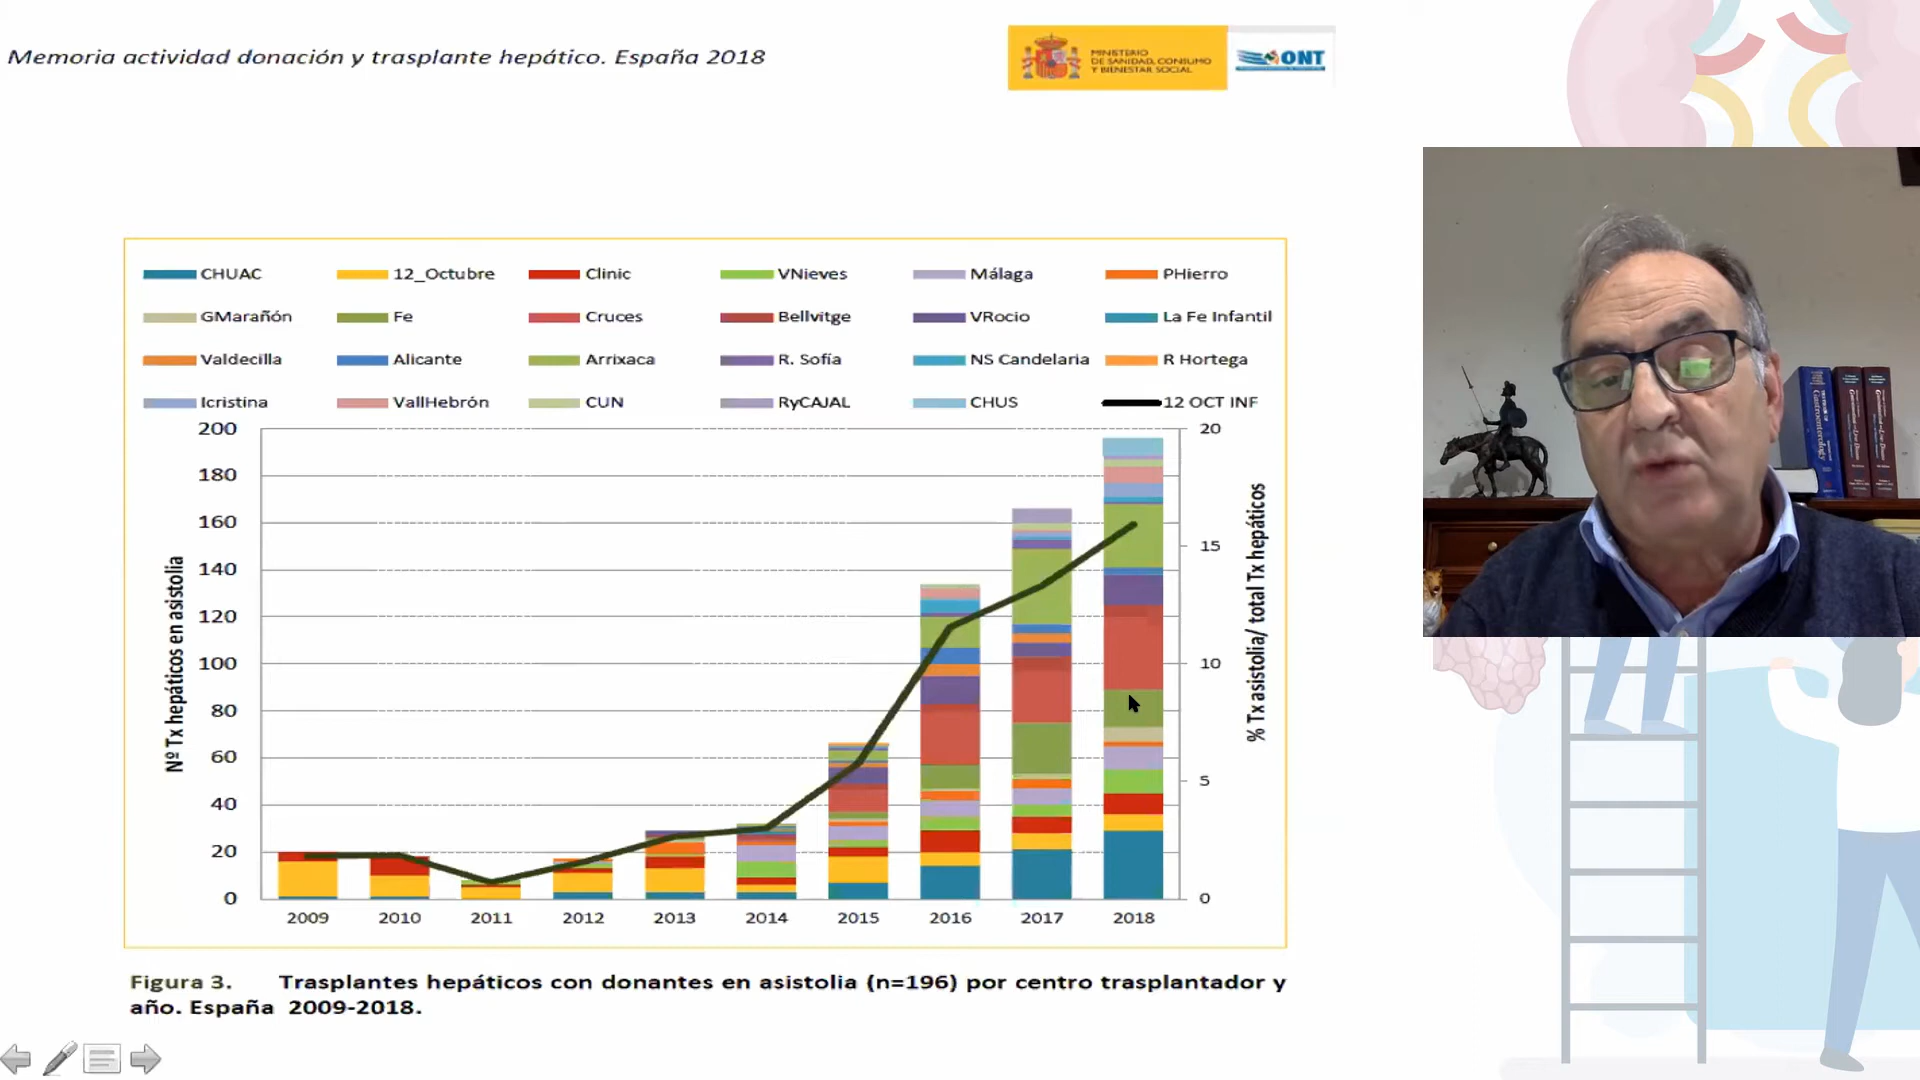 Memoria actividad donación y trasplante hepático. España 2018
MINISTERIO
DE SANIDAD, CONSUMO
Y BIENESTAR SOCIAL
ONT
CHUAC 12_Octubre Clinic VNieves Málaga PHierro
GMarañón Fe Cruces Bellvitge VRocio La Fe Infantil
Valdecilla Alicante Arrixaca R. Sofía NS Candelaria R Hortega
Icristina VallHebrón CUN RyCAJAL CHUS 12 OCT INF
Nº Tx hepáticos en asistolia
200
180
160
140
120
100
80
60
40
20
0
20
15
10
5
0
% Tx asistolia/ total Tx hepáticos
2009 2010 2011 2012 2013 2014 2015 2016 2017 2018
Figura 3. Trasplantes hepáticos con donantes en asistolia (n=196) por centro trasplantador y
año. España 2009-2018.
Gastroenterology